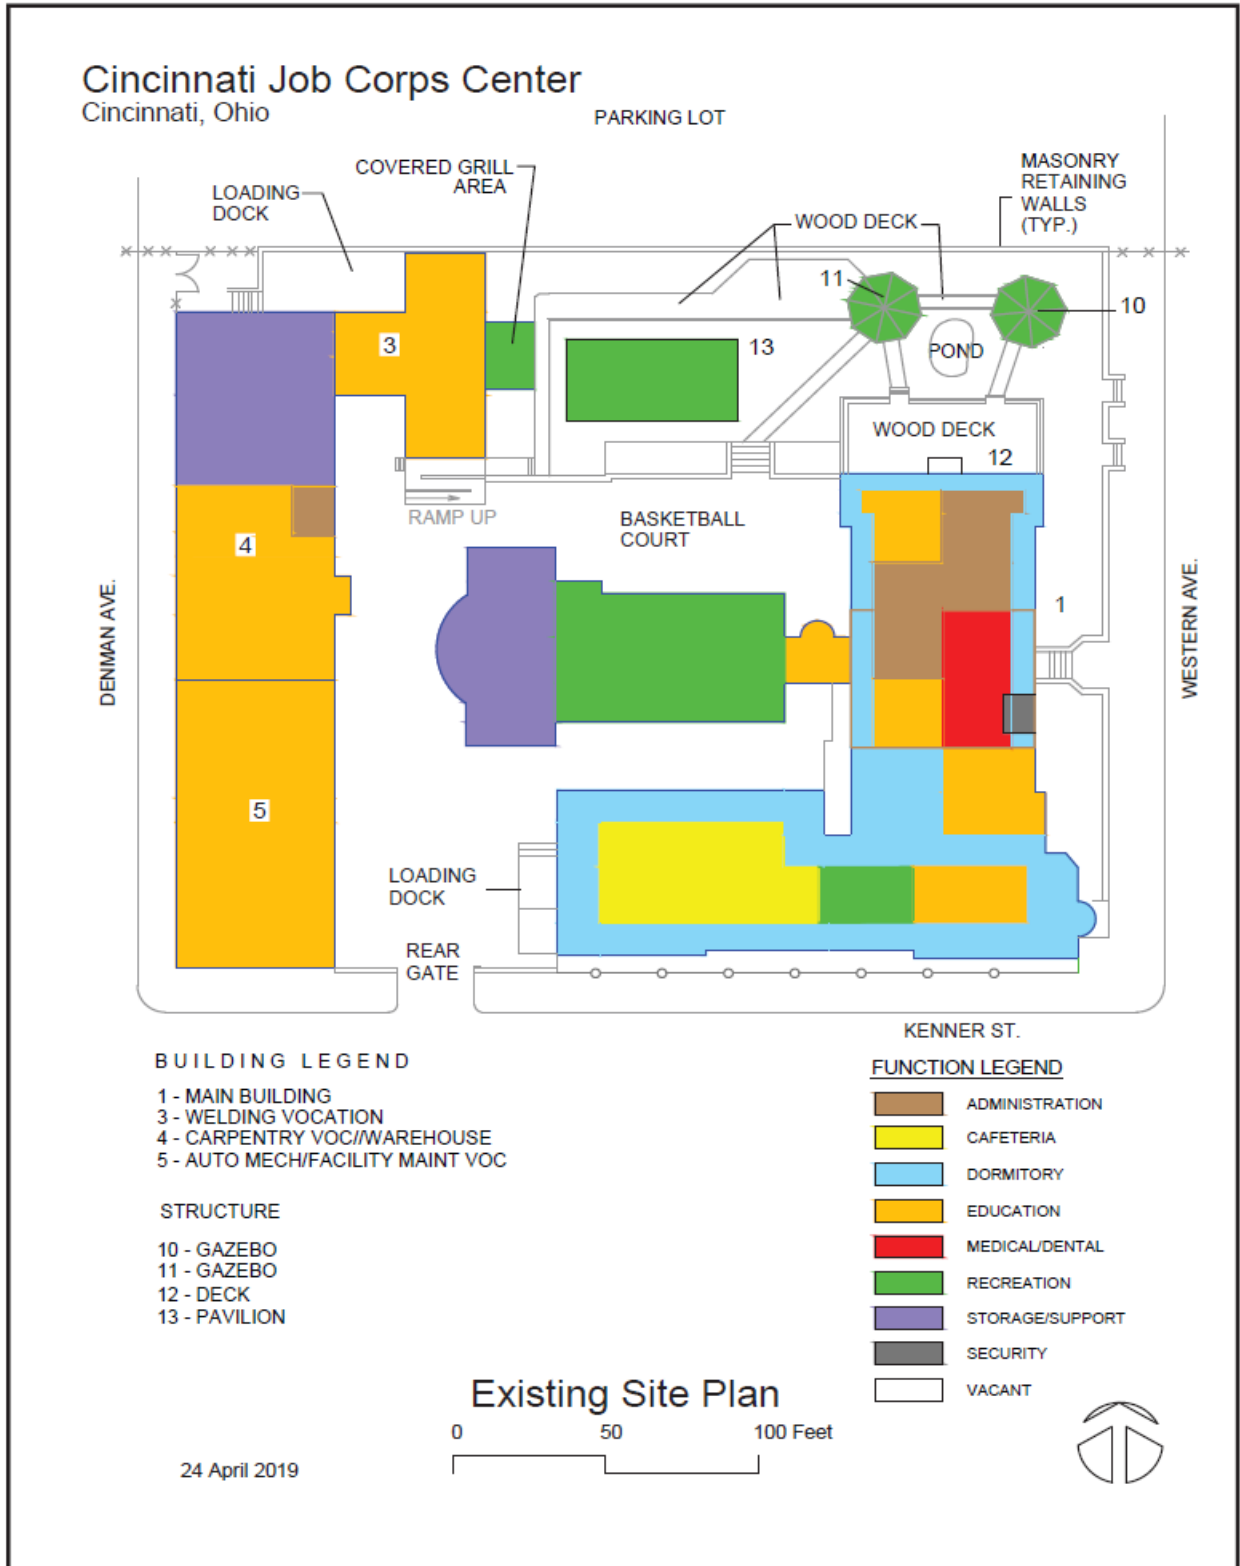 Cincinnati Job Corps Center
Cincinnati, Ohio
PARKING LOT
COVERED GRILL
AREA
LOADING
DOCK
WOOD DECK
MASONRY
RETAINING
WALLS
(TYP.)
11
10
3
13
POND
WOOD DECK
12
RAMP UP
BASKETBALL
COURT
4
1
DENMAN AVE.
WESTERN AVE.
5
LOADING
DOCK
REAR
GATE
KENNER ST.
BUILDING LEGEND
1 - MAIN BUILDING
3 - WELDING VOCATION
4 - CARPENTRY VOC//WAREHOUSE
5 - AUTO MECH/FACILITY MAINT VOC
STRUCTURE
10 - GAZEBO
11 - GAZEBO
12 - DECK
13 - PAVILION
FUNCTION LEGEND
ADMINISTRATION
CAFETERIA
DORMITORY
EDUCATION
MEDICAL/DENTAL
RECREATION
STORAGE/SUPPORT
SECURITY
VACANT
Existing Site Plan
0 50 100 Feet
24 April 2019